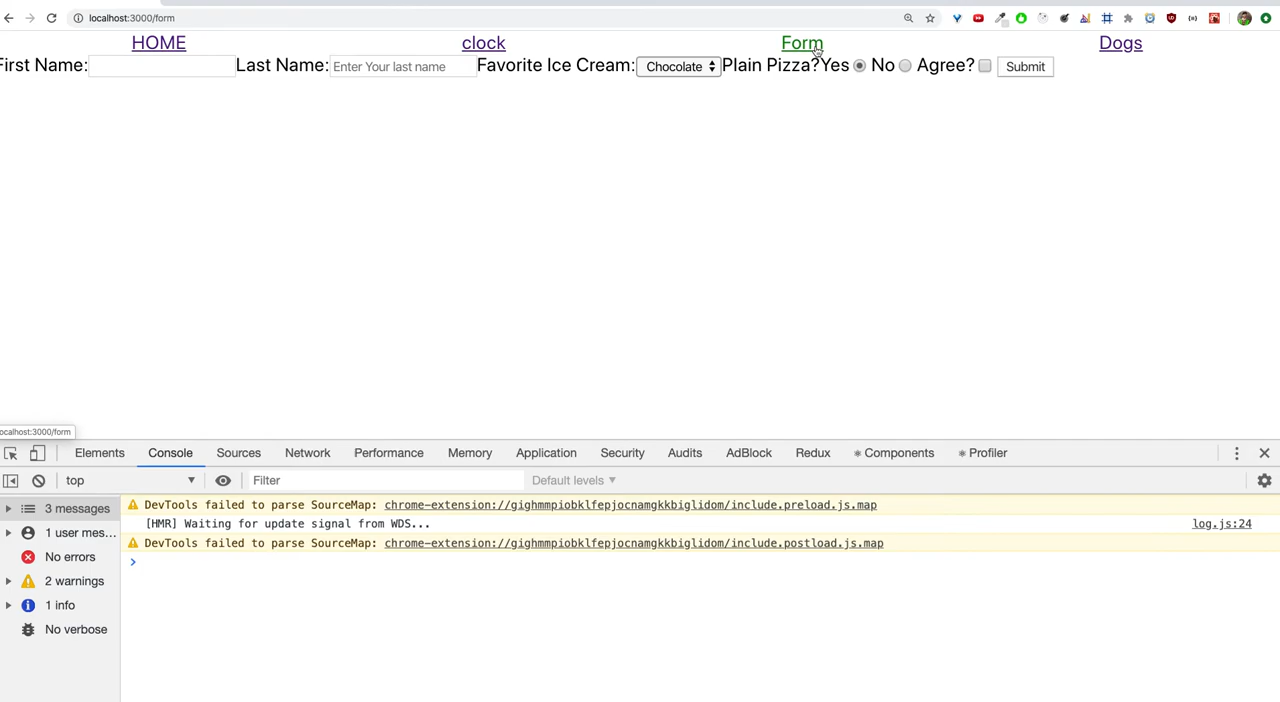 localhost:3000/form
HOME clock Form Dogs
First Name: Last Name: Enter Your last name Favorite Ice Cream: Chocolate Plain Pizza?Yes No Agree? Submit
ocalhost:3000/form
Elements Console Sources Network Performance Memory Application Security Audits AdBlock Redux Components Profiler
top Filter Default levels ▼
3 messages
DevTools failed to parse SourceMap: chrome-extension://gighmmpiobklfepjocnamgkkbiglidom/include.preload.js.map
[HMR] Waiting for update signal from WDS... log.js:24
1 user mes...
DevTools failed to parse SourceMap: chrome-extension://gighmmpiobklfepjocnamgkkbiglidom/include.postload.js.map
No errors
2 warnings
1 info
No verbose